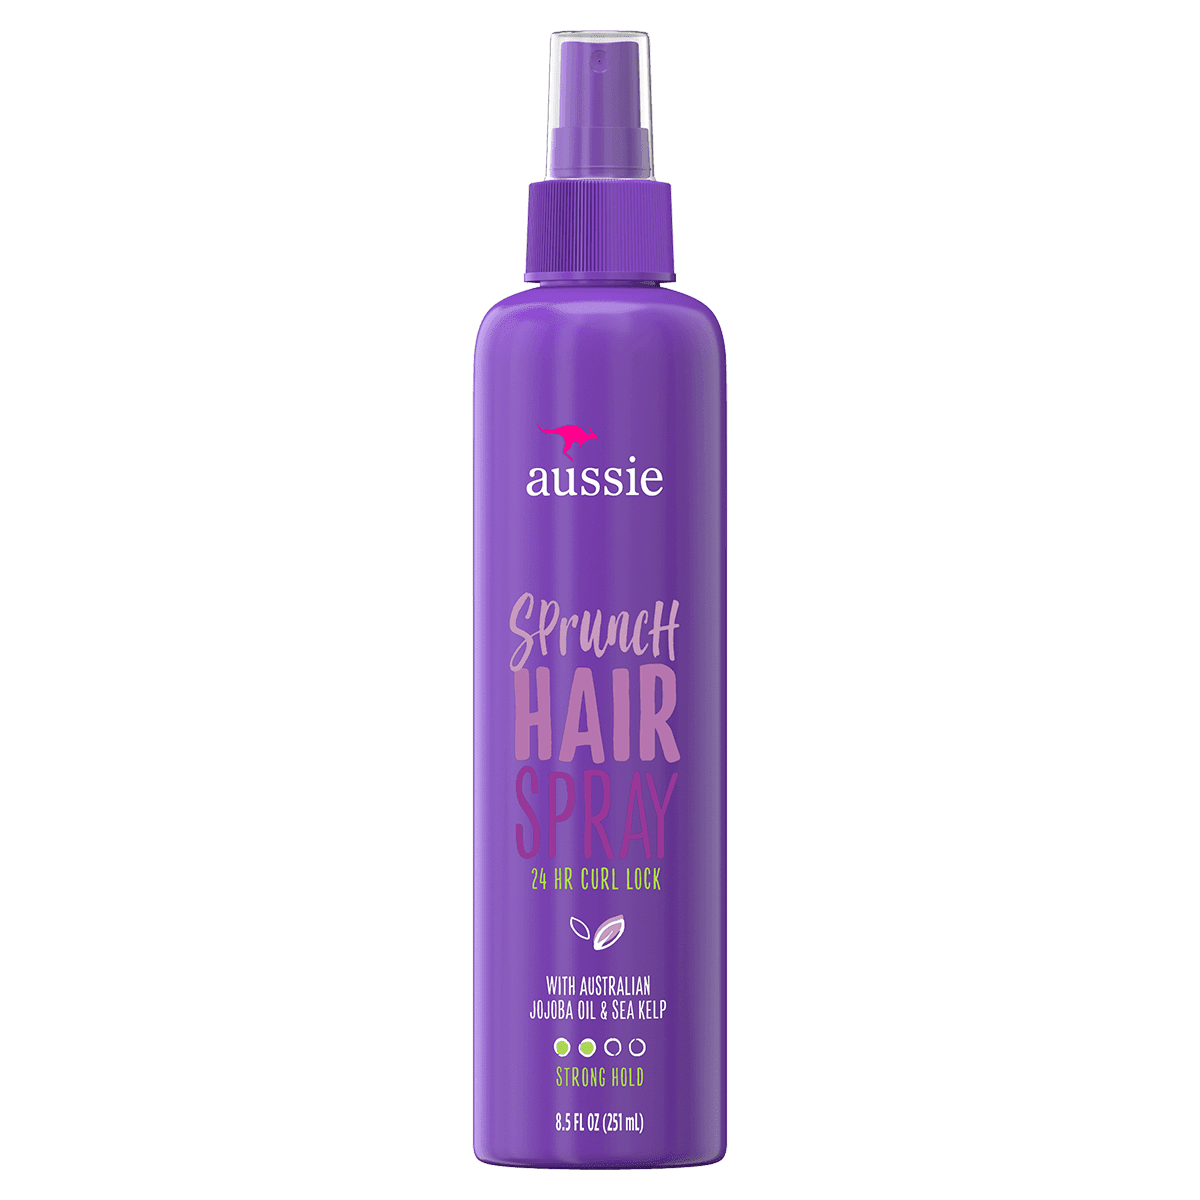 aussie
Sprunch
HAIR
SPRAY
24 HR CURL LOCK
WITH AUSTRALIAN
JOJOBA OIL & SEA KELP
STRONG HOLD
8.5 FL OZ (251 mL)